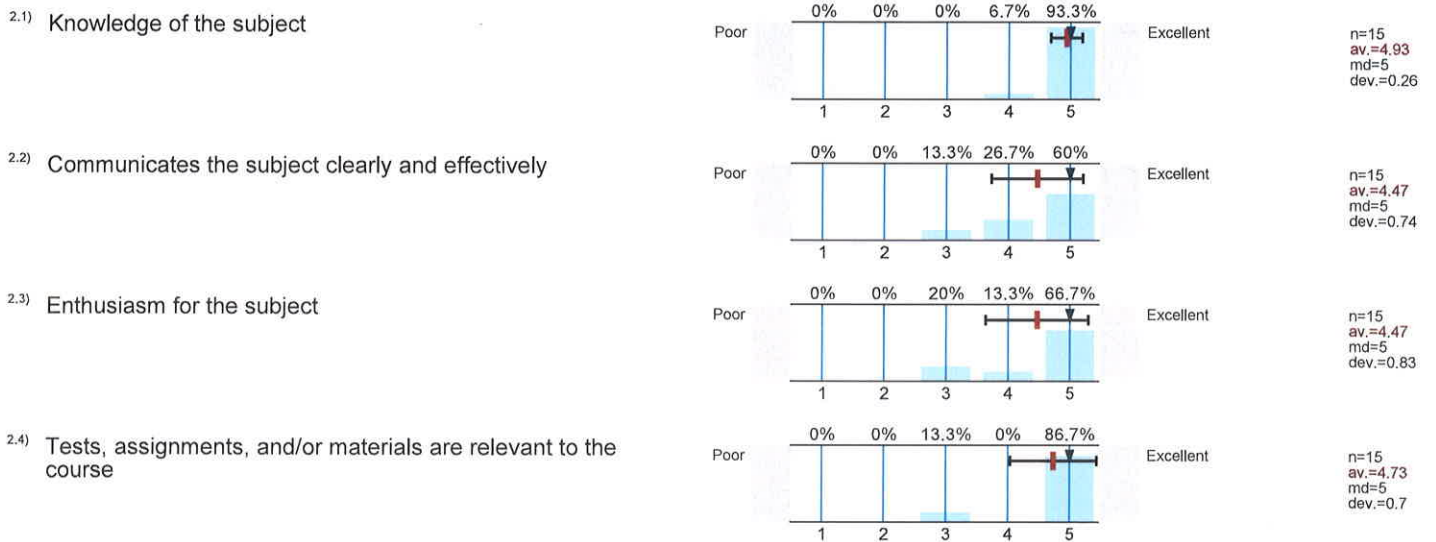 2.1) Knowledge of the subject
0% 0% 0% 6.7% 93.3%
Poor Excellent
1 2 3 4 5
n=15
av.=4.93
md=5
dev.=0.26
2.2) Communicates the subject clearly and effectively
0% 0% 13.3% 26.7% 60%
Poor Excellent
1 2 3 4 5
n=15
av.=4.47
md=5
dev.=0.74
2.3) Enthusiasm for the subject
0% 0% 20% 13.3% 66.7%
Poor Excellent
1 2 3 4 5
n=15
av.=4.47
md=5
dev.=0.83
2.4) Tests, assignments, and/or materials are relevant to the
course
0% 0% 13.3% 0% 86.7%
Poor Excellent
1 2 3 4 5
n=15
av.=4.73
md=5
dev.=0.7